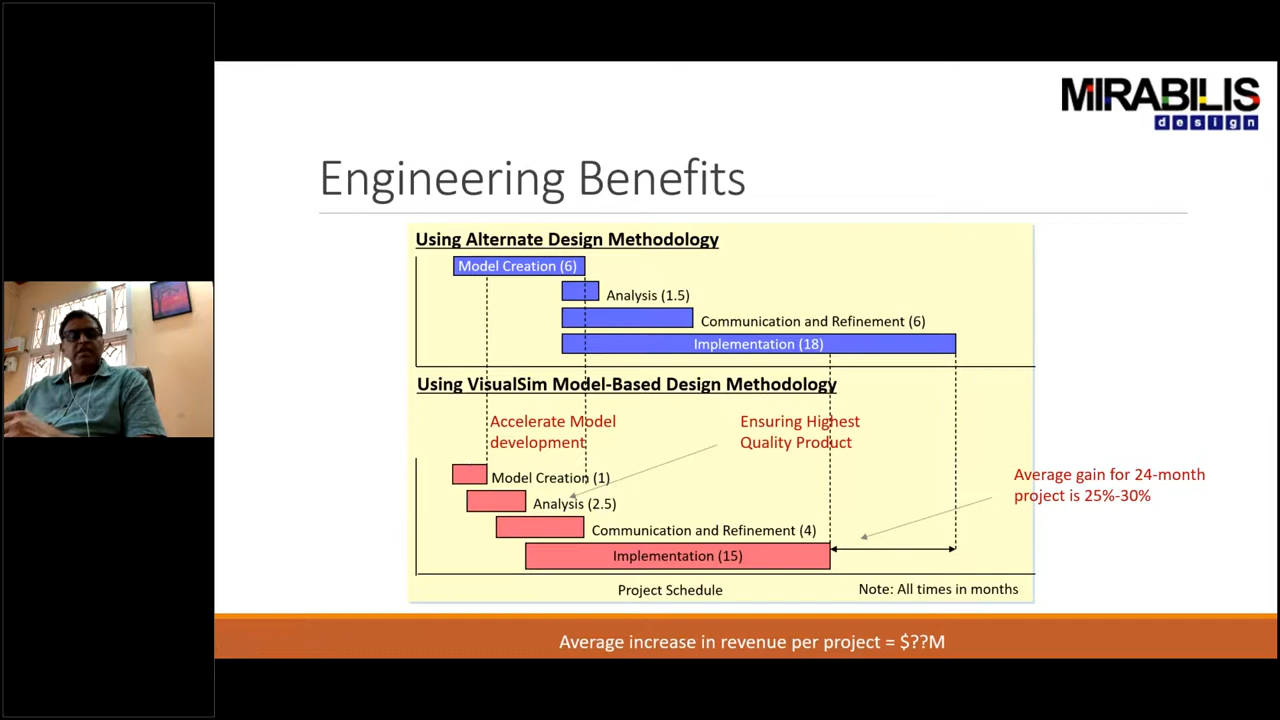 MIRABILIS
design
Engineering Benefits
Using Alternate Design Methodology
Model Creation (6)
Analysis (1.5)
Communication and Refinement (6)
Implementation (18)
Using VisualSim Model-Based Design Methodology
Accelerate Model
development
Ensuring Highest
Quality Product
Model Creation (1)
Analysis (2.5)
Communication and Refinement (4)
Implementation (15)
Average gain for 24-month
project is 25%-30%
Project Schedule
Note: All times in months
Average increase in revenue per project = $??M